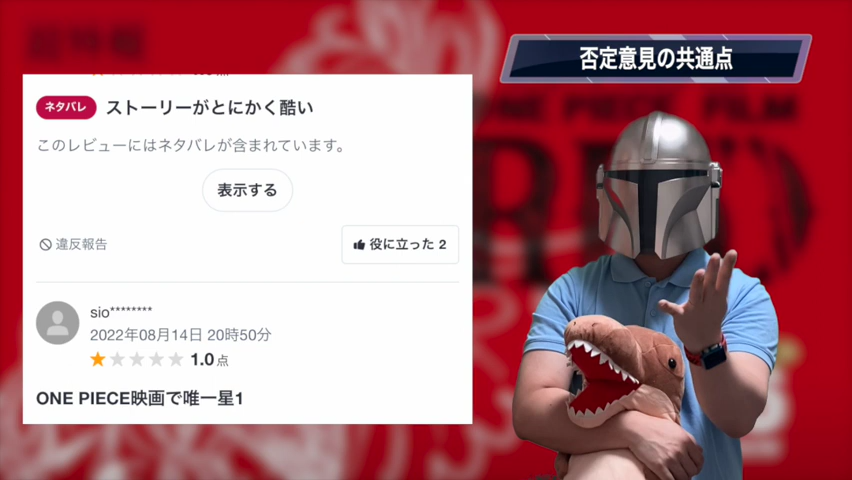 否定意見の共通点
ネタバレ ストーリーがとにかく酷い
このレビューにはネタバレが含まれています。
表示する
違反報告
役に立った 2
sio********
2022年08月14日 20時50分
1.0点
ONE PIECE映画で唯一星1
ONE PIECE FILM
RED